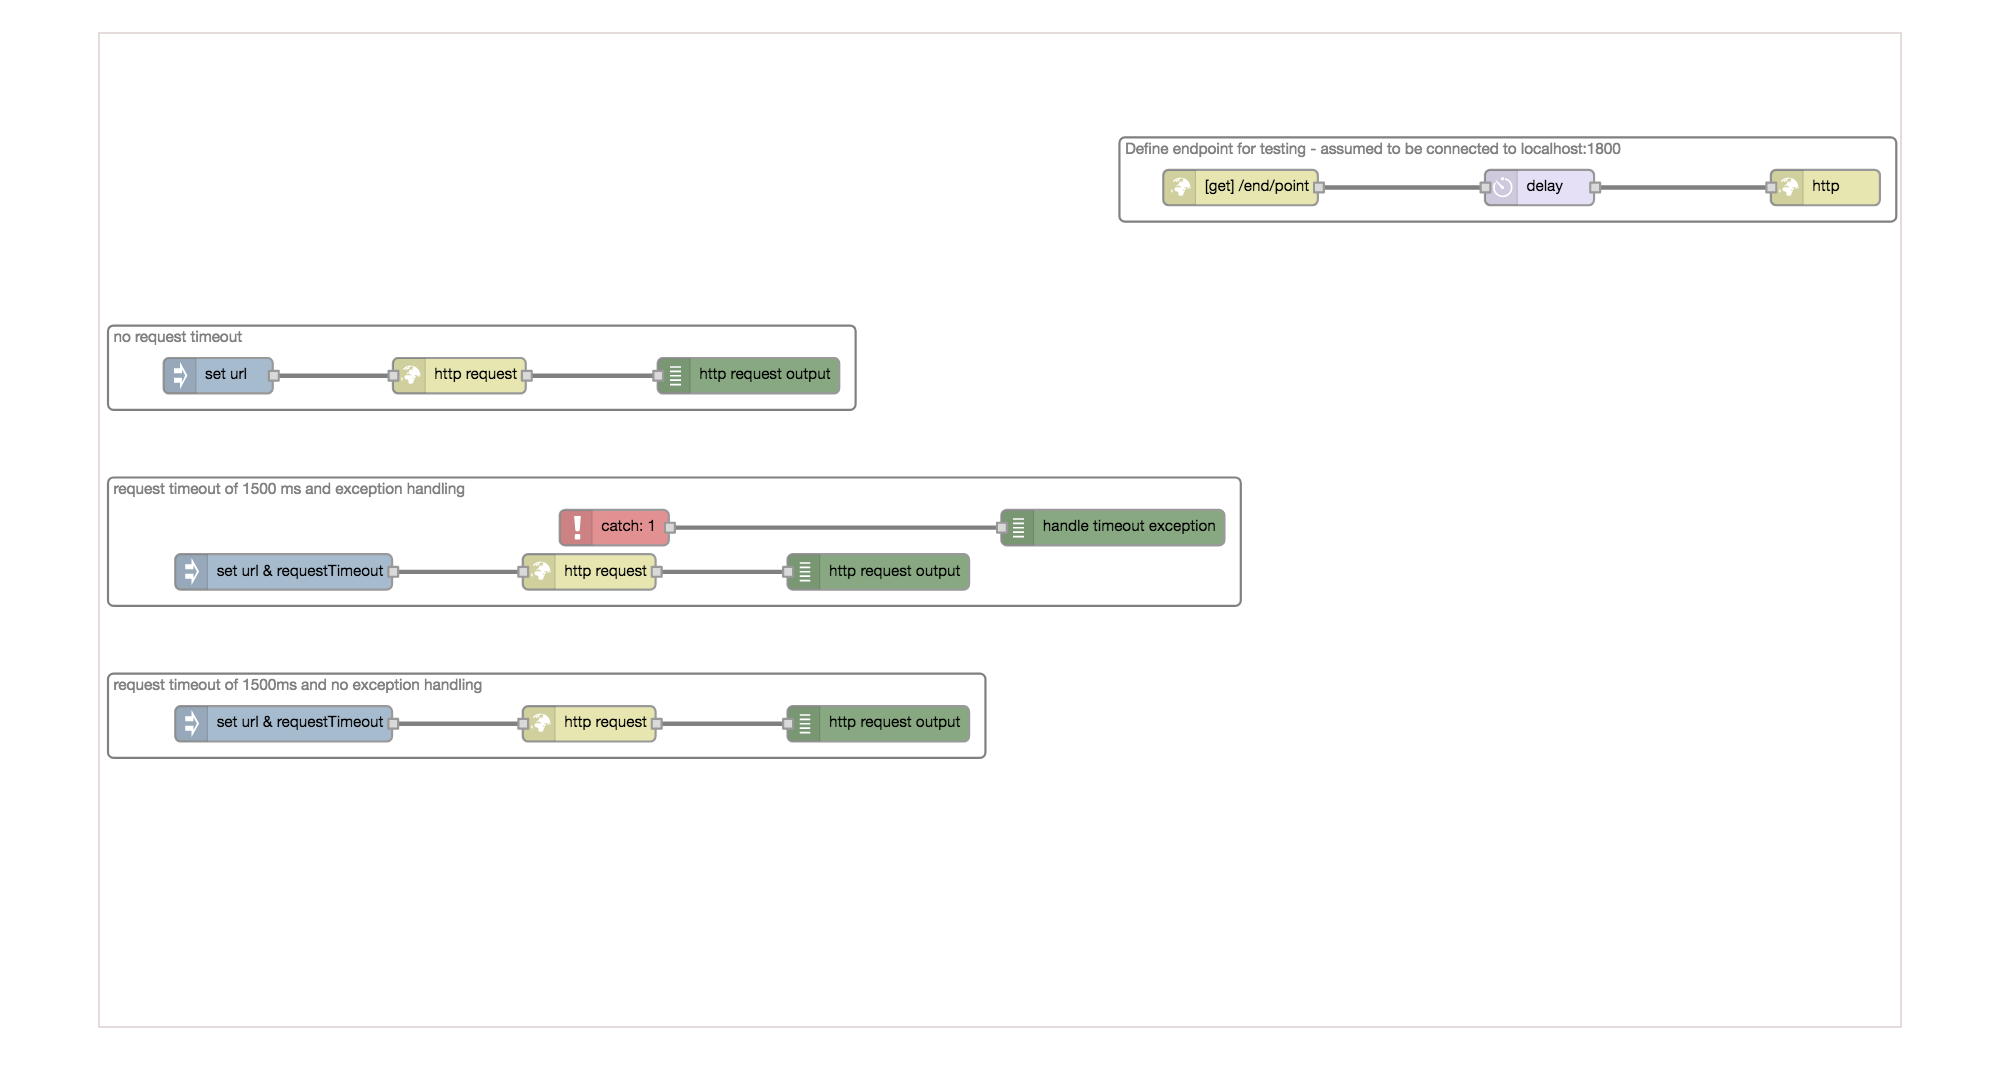 Define endpoint for testing - assumed to be connected to localhost:1800
[get] /end/point
delay
http
no request timeout
set url
http request
http request output
request timeout of 1500 ms and exception handling
catch: 1
handle timeout exception
set url & requestTimeout
http request
http request output
request timeout of 1500ms and no exception handling
set url & requestTimeout
http request
http request output